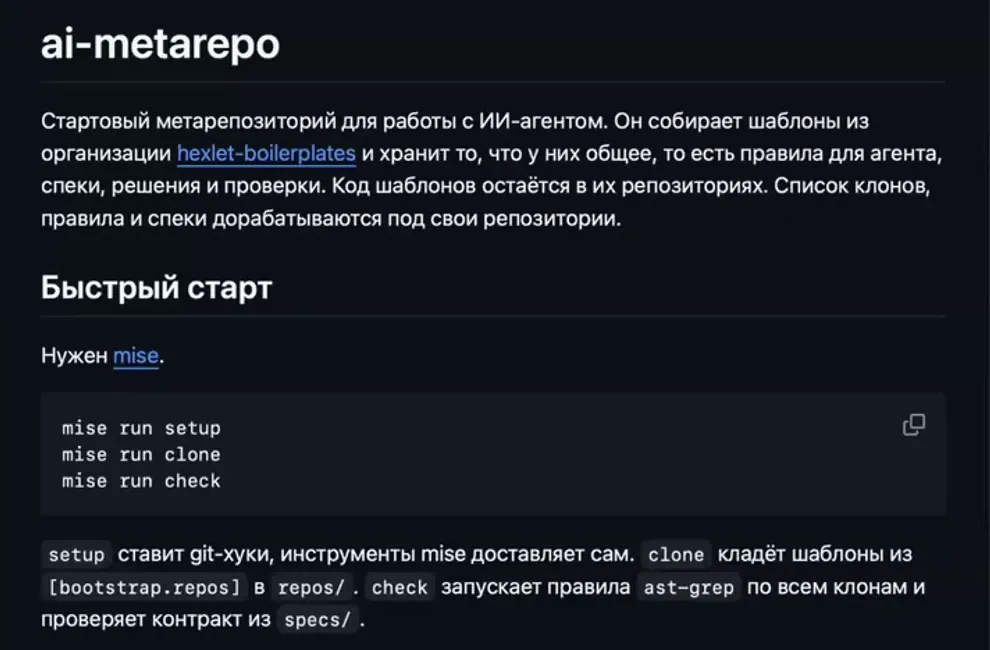 ai-metarepo
Стартовый метарепозиторий для работы с ИИ-агентом. Он собирает шаблоны из
организации hexlet-boilerplates и хранит то, что у них общее, то есть правила для агента,
спеки, решения и проверки. Код шаблонов остаётся в их репозиториях. Список клонов,
правила и спеки дорабатываются под свои репозитории.
Быстрый старт
Нужен mise.
mise run setup
mise run clone
mise run check
setup ставит git-хуки, инструменты mise доставляет сам. clone кладёт шаблоны из
[bootstrap.repos] в repos/. check запускает правила ast-grep по всем клонам и
проверяет контракт из specs/.